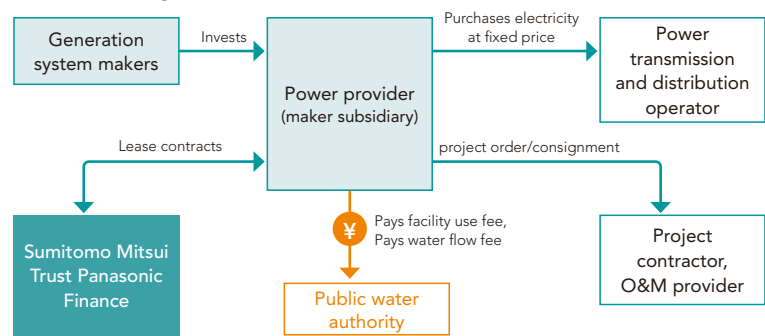 Generation
system makers
Invests
Power provider
(maker subsidiary)
Purchases electricity
at fixed price
Power
transmission
and distribution
operator
Lease contracts
project order/consignment
Sumitomo Mitsui
Trust Panasonic
Finance
¥
Pays facility use fee,
Pays water flow fee
Public water
authority
Project
contractor,
O&M provider